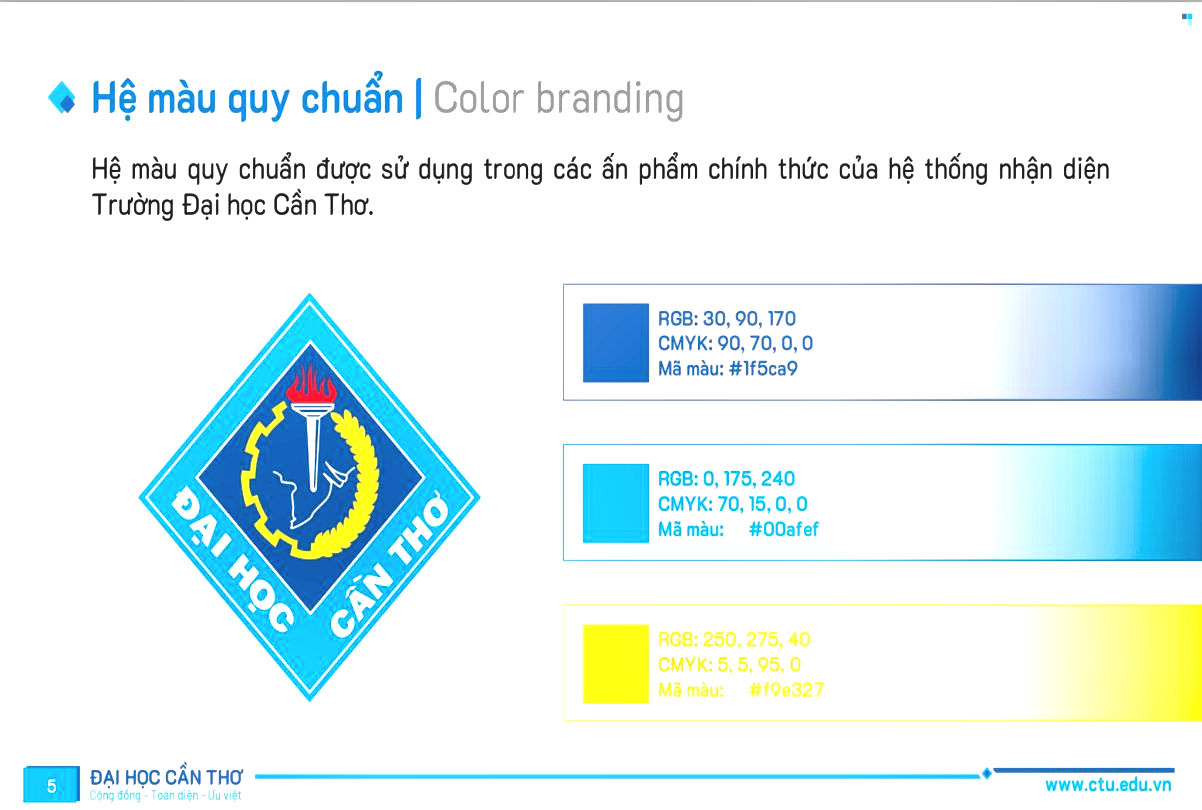 Hệ màu quy chuẩn | Color branding
Hệ màu quy chuẩn được sử dụng trong các ấn phẩm chính thức của hệ thống nhận diện
Trường Đại học Cần Thơ.
ĐẠI HỌC CẦN THƠ
RGB: 30, 90, 170
CMYK: 90, 70, 0, 0
Mã màu: #1f5ca9
RGB: 0, 175, 240
CMYK: 70, 15, 0, 0
Mã màu: #00afef
RGB: 250, 275, 40
CMYK: 5, 5, 95, 0
Mã màu: #f9e327
5
ĐẠI HỌC CẦN THƠ
Cộng đồng - Toàn diện - Ưu việt
www.ctu.edu.vn